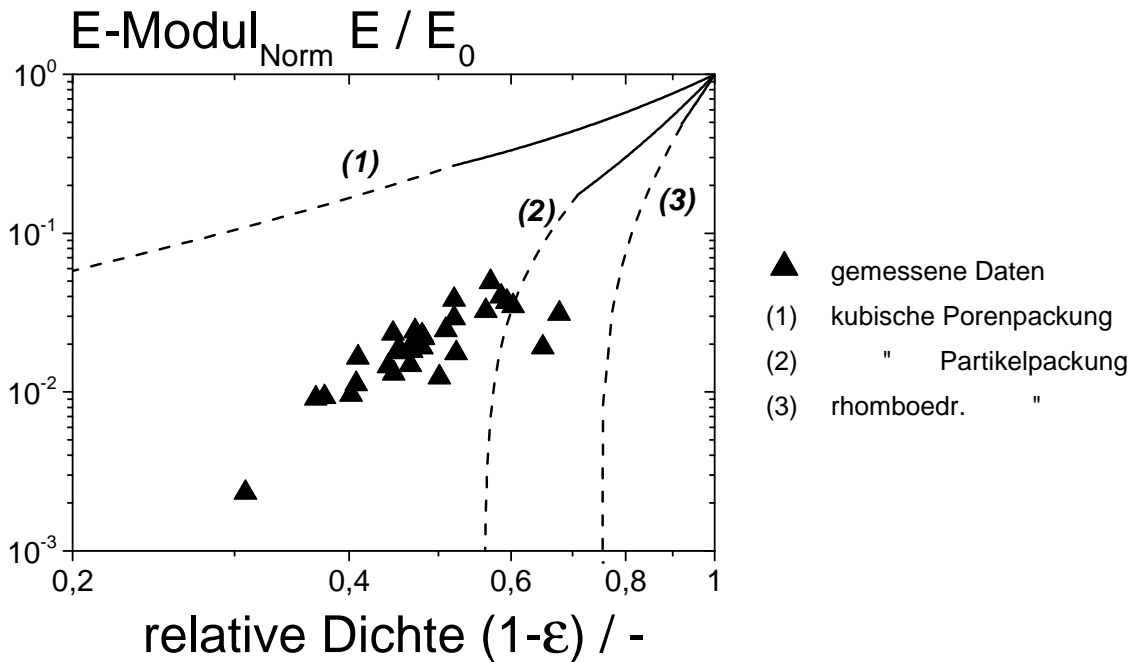 E-Modul_Norm E / E_0
10^0
10^-1
10^-2
10^-3
(1)
(2)
(3)
0,2
0,4
0,6
0,8
1
relative Dichte (1-ε) / -
gemessene Daten
(1) kubische Porenpackung
(2) " Partikelpackung
(3) rhomboedr. "